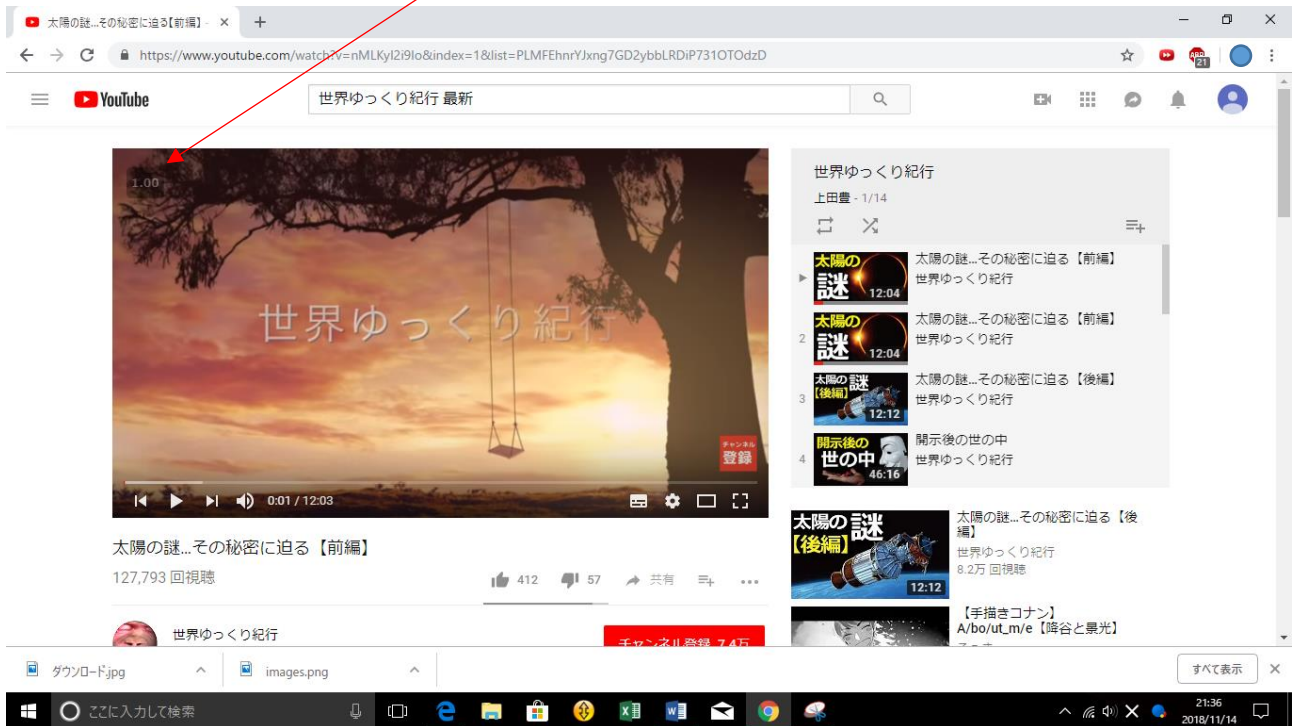 太陽の謎...その秘密に迫る【前編】 -
https://www.youtube.com/watch?v=nMLKyI2i9Io&index=1&list=PLMFEhnrYJxng7GD2ybbLRDiP731OTOdzD
ABP
21
YouTube
世界ゆっくり紀行 最新
1.00
世界ゆっくり紀行
チャンネル
登録
0:01 / 12:03
太陽の謎...その秘密に迫る【前編】
127,793 回視聴
412
57
共有
世界ゆっくり紀行
チャンネル登録 7.4万
世界ゆっくり紀行
上田豊 - 1/14
太陽の
謎
12:04
太陽の謎...その秘密に迫る【前編】
世界ゆっくり紀行
2
太陽の
謎
12:04
太陽の謎...その秘密に迫る【前編】
世界ゆっくり紀行
3
太陽の謎
【後編】
12:12
太陽の謎...その秘密に迫る【後編】
世界ゆっくり紀行
4
開示後の
世の中
46:16
開示後の世の中
世界ゆっくり紀行
太陽の謎
【後編】
12:12
太陽の謎...その秘密に迫る【後
編】
世界ゆっくり紀行
8.2万 回視聴
【手描きコナン】
A/bo/ut_m/e【降谷と景光】
ダウンロード.jpg
images.png
すべて表示
ここに入力して検索
21:36
2018/11/14